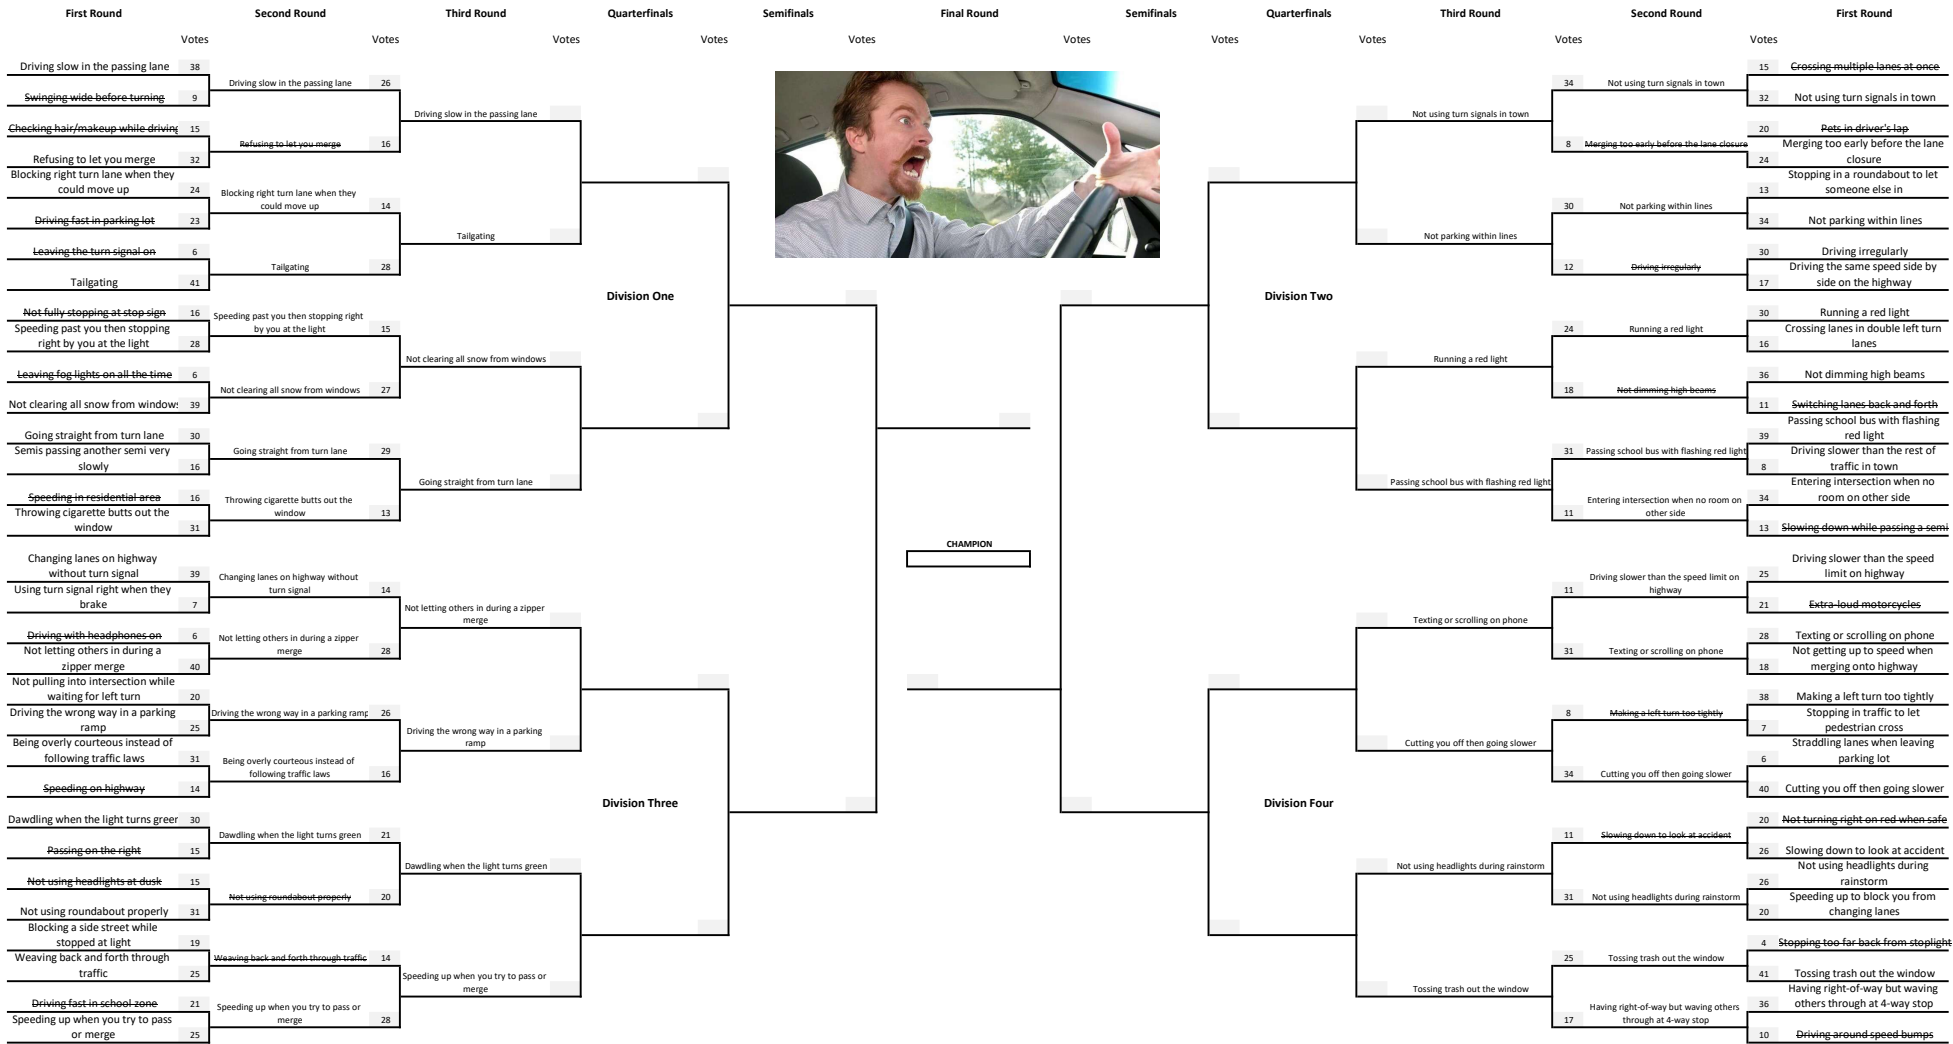 First Round
Second Round
Third Round
Quarterfinals
Semifinals
Final Round
Semifinals
Quarterfinals
Third Round
Second Round
First Round
Votes
Votes
Votes
Votes
Votes
Votes
Votes
Votes
Votes
Votes
Driving slow in the passing lane 38
Swinging wide before turning 9
Checking hair/makeup while driving 15
Refusing to let you merge 32
Blocking right turn lane when they
could move up 24
Driving fast in parking lot 23
Leaving the turn signal on 6
Tailgating 41
Not fully stopping at stop sign 16
Speeding past you then stopping
right by you at the light 28
Leaving fog lights on all the time 6
Not clearing all snow from windows 39
Going straight from turn lane 30
Semis passing another semi very
slowly 16
Speeding in residential area 16
Throwing cigarette butts out the
window 31
Driving slow in the passing lane 26
Refusing to let you merge 16
Blocking right turn lane when they
could move up 14
Tailgating 28
Speeding past you then stopping right
by you at the light 15
Not clearing all snow from windows 27
Going straight from turn lane 29
Throwing cigarette butts out the
window 13
Driving slow in the passing lane
Tailgating
Not clearing all snow from windows
Going straight from turn lane
Division One
Changing lanes on highway
without turn signal 39
Using turn signal right when they
brake 7
Driving with headphones on 6
Not letting others in during a
zipper merge 40
Not pulling into intersection while
waiting for left turn 20
Driving the wrong way in a parking
ramp 25
Being overly courteous instead of
following traffic laws 31
Speeding on highway 14
Dawdling when the light turns green 30
Passing on the right 15
Not using headlights at dusk 15
Not using roundabout properly 31
Blocking a side street while
stopped at light 19
Weaving back and forth through
traffic 25
Driving fast in school zone 21
Speeding up when you try to pass
or merge 25
Changing lanes on highway without
turn signal 14
Not letting others in during a zipper
merge 28
Driving the wrong way in a parking ramp 26
Being overly courteous instead of
following traffic laws 16
Dawdling when the light turns green 21
Not using roundabout properly 20
Weaving back and forth through traffic 14
Speeding up when you try to pass or
merge 28
Not letting others in during a zipper
merge
Driving the wrong way in a parking
ramp
Dawdling when the light turns green
Speeding up when you try to pass or
merge
Division Three
CHAMPION
Division Two
Not using turn signals in town
Not parking within lines
Running a red light
Passing school bus with flashing red light
34 Not using turn signals in town
8 Merging too early before the lane closure
30 Not parking within lines
12 Driving irregularly
24 Running a red light
18 Not dimming high beams
31 Passing school bus with flashing red light
Entering intersection when no room on
11 other side
15 Crossing multiple lanes at once
32 Not using turn signals in town
20 Pets in driver's lap
Merging too early before the lane
24 closure
Stopping in a roundabout to let
13 someone else in
34 Not parking within lines
30 Driving irregularly
Driving the same speed side by
17 side on the highway
30 Running a red light
Crossing lanes in double left turn
16 lanes
36 Not dimming high beams
11 Switching lanes back and forth
Passing school bus with flashing
39 red light
Driving slower than the rest of
8 traffic in town
Entering intersection when no
34 room on other side
13 Slowing down while passing a semi
Division Four
Texting or scrolling on phone
Cutting you off then going slower
Not using headlights during rainstorm
Tossing trash out the window
Driving slower than the speed limit on
11 highway
31 Texting or scrolling on phone
8 Making a left turn too tightly
34 Cutting you off then going slower
11 Slowing down to look at accident
31 Not using headlights during rainstorm
25 Tossing trash out the window
Having right-of-way but waving others
17 through at 4-way stop
Driving slower than the speed
25 limit on highway
21 Extra-loud motorcycles
28 Texting or scrolling on phone
Not getting up to speed when
18 merging onto highway
38 Making a left turn too tightly
Stopping in traffic to let
7 pedestrian cross
Straddling lanes when leaving
6 parking lot
40 Cutting you off then going slower
20 Not turning right on red when safe
26 Slowing down to look at accident
Not using headlights during
26 rainstorm
Speeding up to block you from
20 changing lanes
4 Stopping too far back from stoplight
41 Tossing trash out the window
Having right-of-way but waving
36 others through at 4-way stop
10 Driving around speed bumps